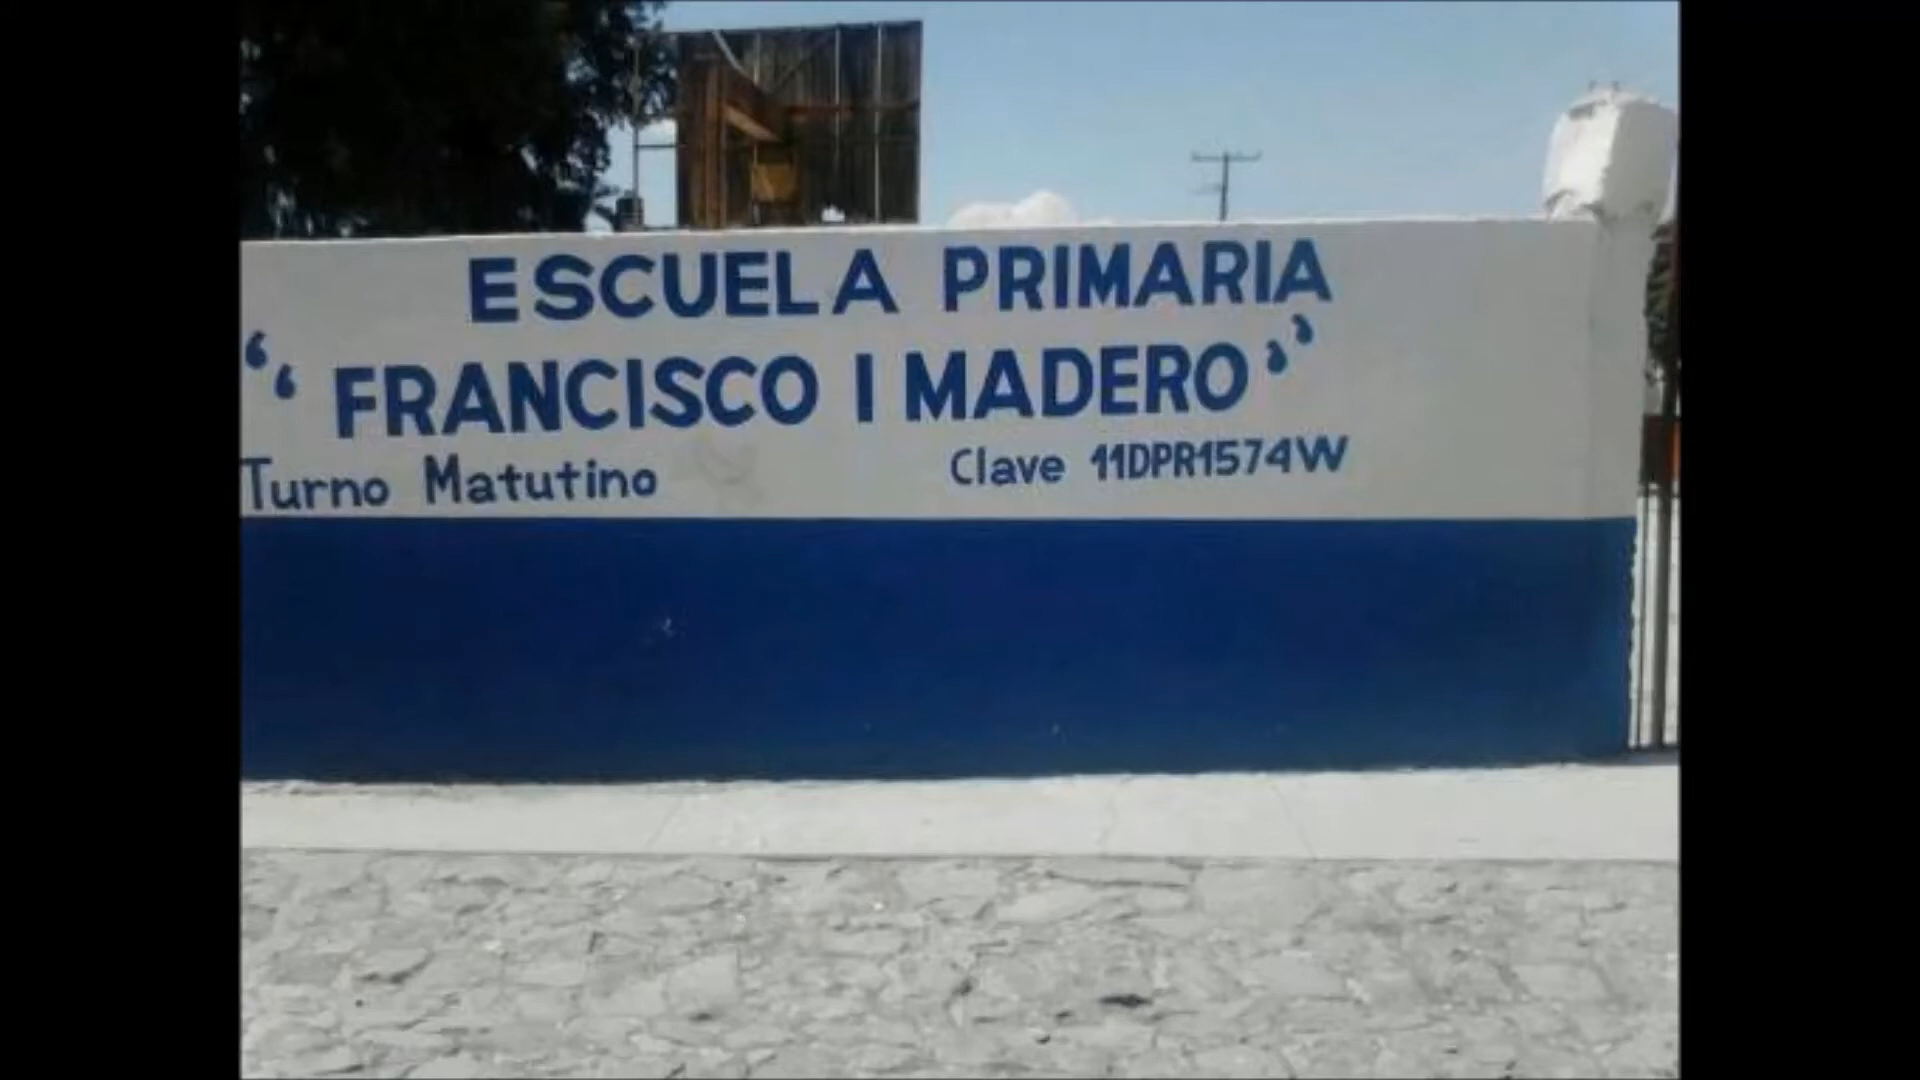 ESCUELA PRIMARIA
“FRANCISCO I MADERO”
Turno Matutino Clave 11DPR1574W